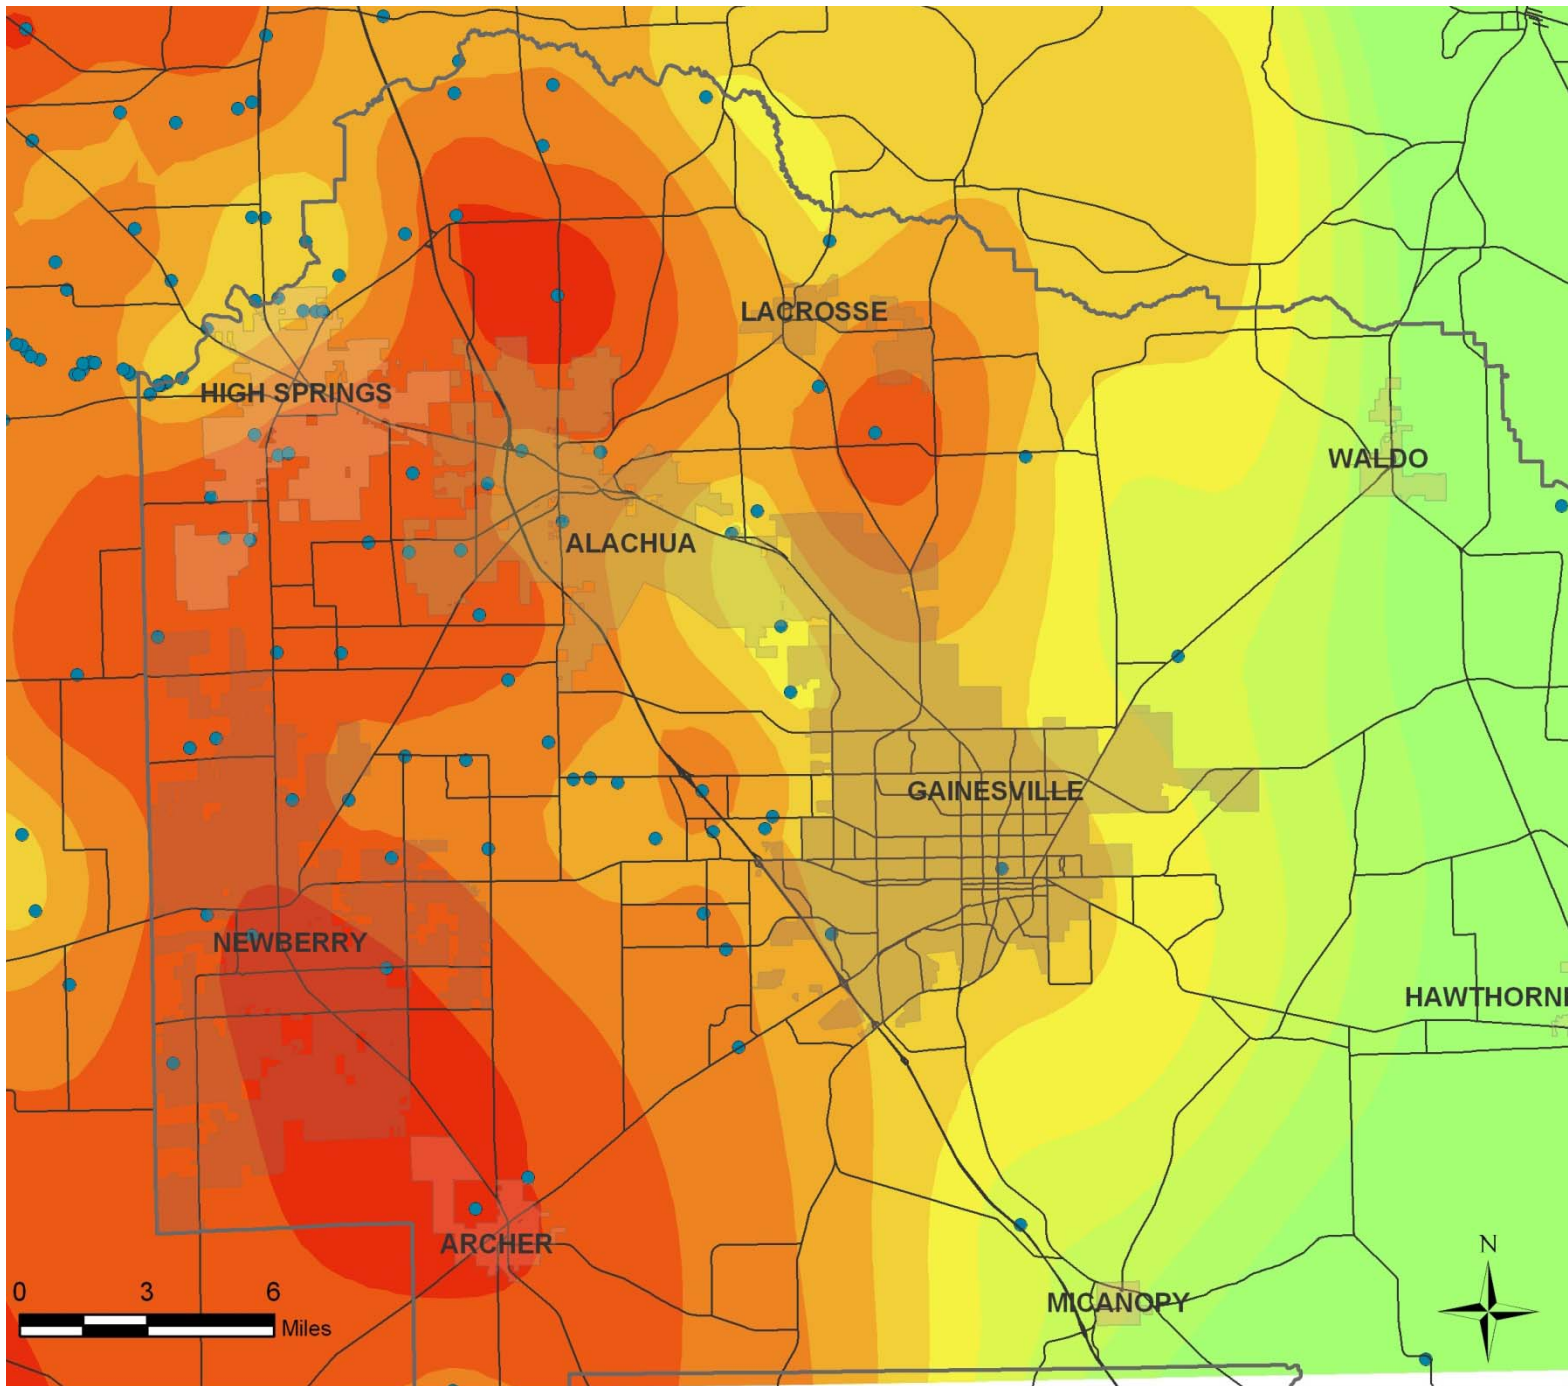 LACROSSE
HIGH SPRINGS
WALDO
ALACHUA
GAINESVILLE
NEWBERRY
HAWTHORN
ARCHER
N
0 3 6
Miles
MICANOPY